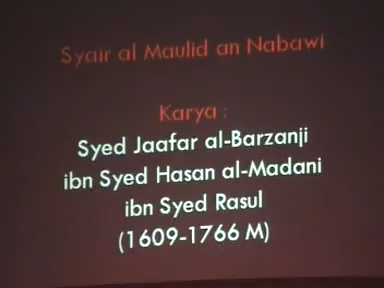 Syair al Maulid an Nabawi
Karya :
Syed Jaafar al-Barzanji
ibn Syed Hasan al-Madani
ibn Syed Rasul
(1609-1766 M)